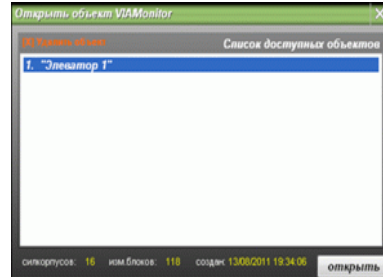 Открыть объект VIAMonitor
X
Список доступных объектов
1. "Элеватор 1"
силкорпусов: 16 изм.блоков: 118 создан: 13/08/2011 19:34:06
открыть